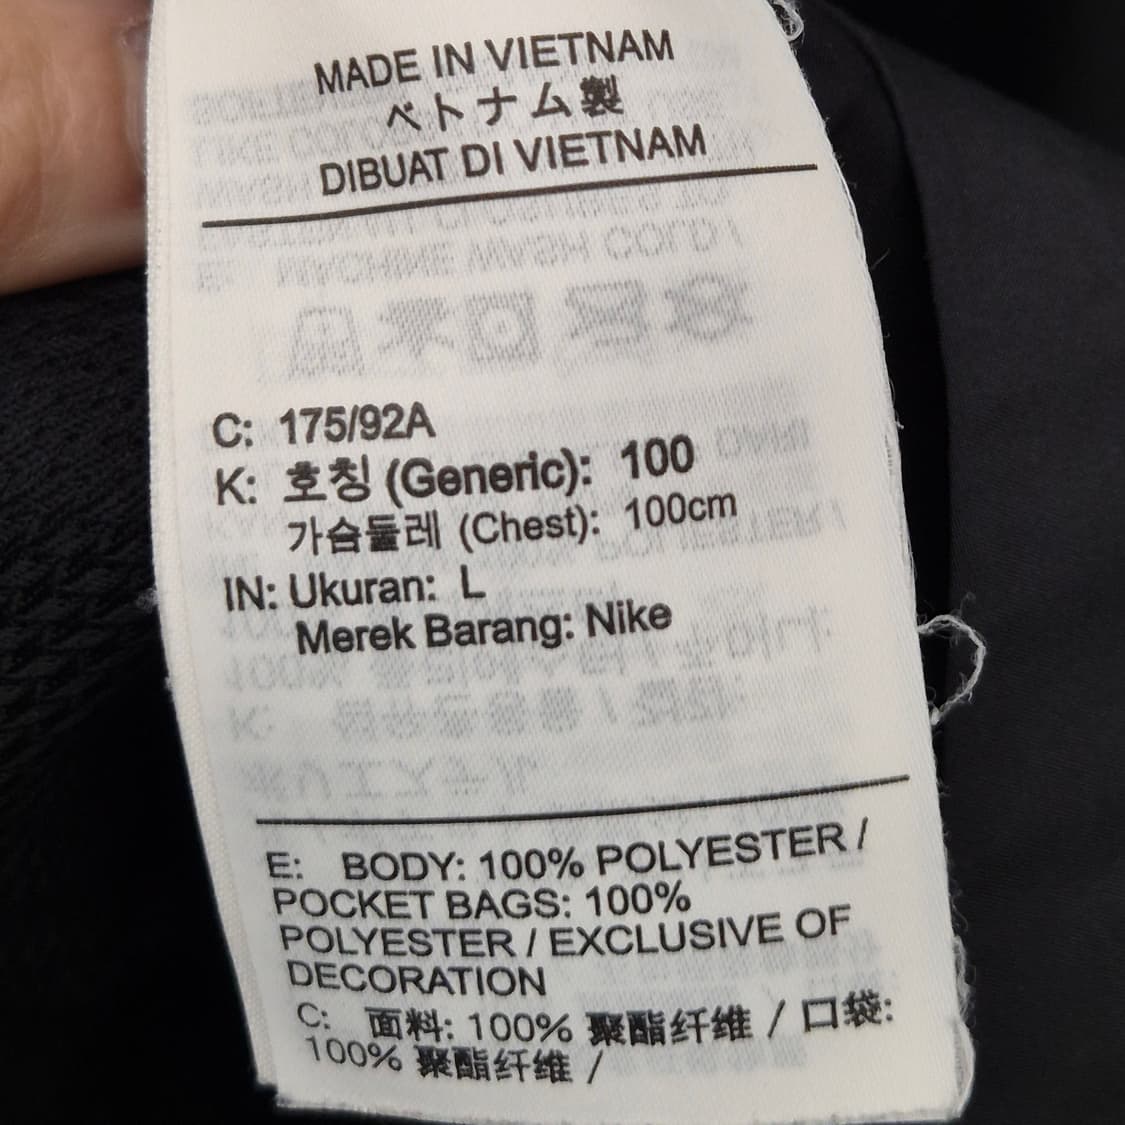 MADE IN VIETNAM
ベトナム製
DIBUAT DI VIETNAM
C: 175/92A
K: 호칭 (Generic): 100
가슴둘레 (Chest): 100cm
IN: Ukuran: L
Merek Barang: Nike
E: BODY: 100% POLYESTER /
POCKET BAGS: 100%
POLYESTER / EXCLUSIVE OF
DECORATION
C: 面料: 100% 聚酯纤维 / 口袋:
100% 聚酯纤维 /